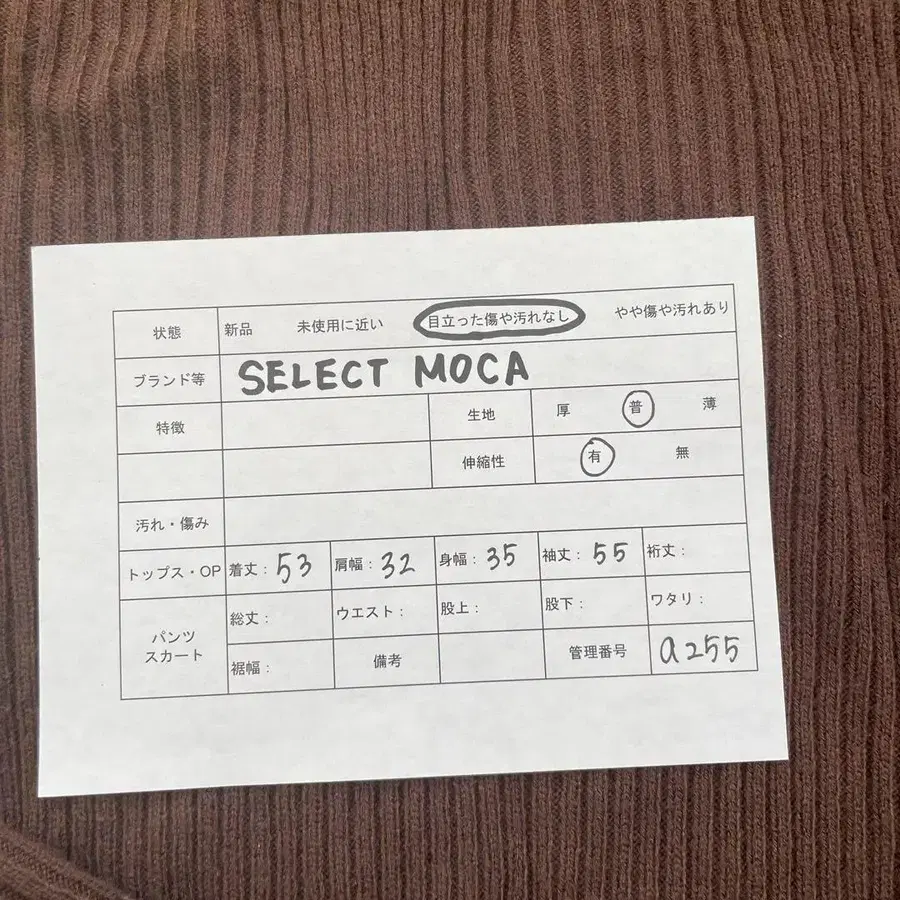 状態 新品 未使用に近い 目立った傷や汚れなし やや傷や汚れあり
ブランド等 SELECT MOCA
特徴 生地 厚 普 薄
伸縮性 有 無
汚れ・傷み
トップス・OP 着丈: 53 肩幅: 32 身幅: 35 袖丈: 55 裄丈:
パンツ
スカート
総丈: ウエスト: 股上: 股下: ワタリ:
裾幅: 備考 管理番号 a255